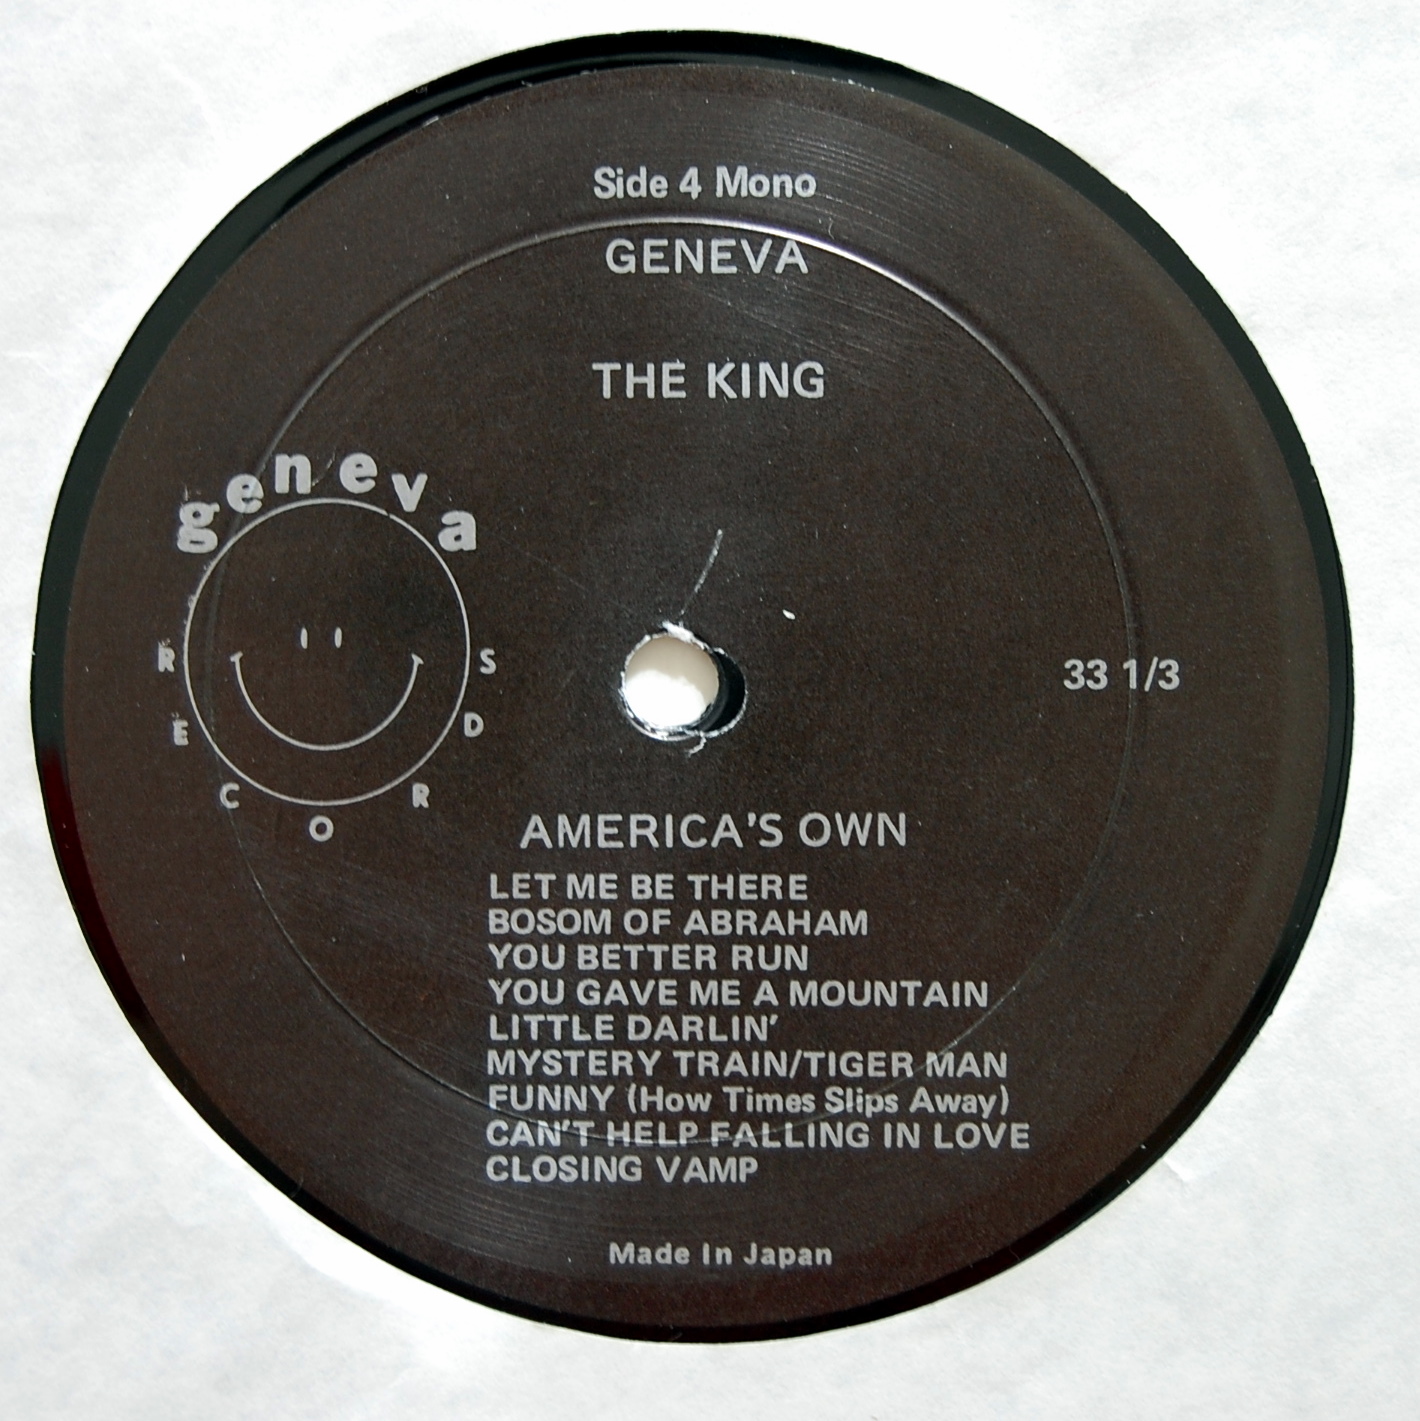 Side 4 Mono
GENEVA
THE KING
geneva
RECORDS
33 1/3
AMERICA'S OWN
LET ME BE THERE
BOSOM OF ABRAHAM
YOU BETTER RUN
YOU GAVE ME A MOUNTAIN
LITTLE DARLIN'
MYSTERY TRAIN/TIGER MAN
FUNNY (How Times Slips Away)
CAN'T HELP FALLING IN LOVE
CLOSING VAMP
Made In Japan